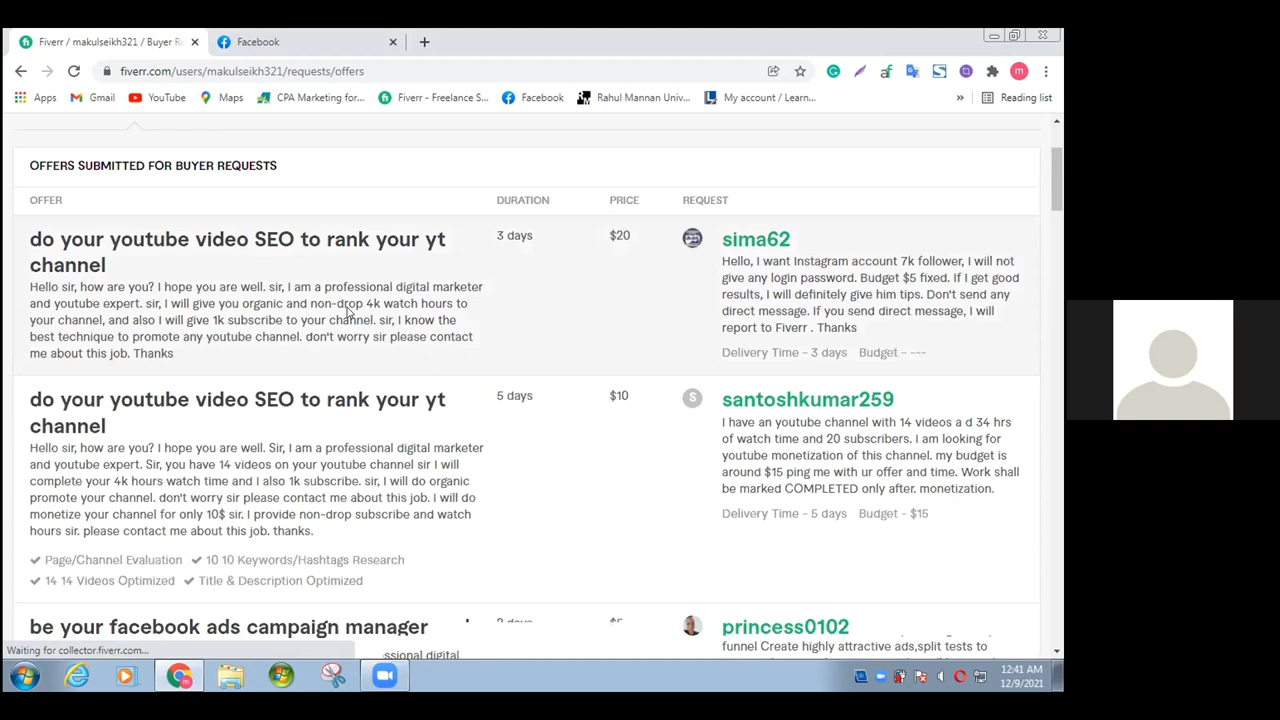 Fiverr / makulseikh321 / Buyer Re
Facebook
fiverr.com/users/makulseikh321/requests/offers
Apps
Gmail
YouTube
Maps
CPA Marketing for...
Fiverr - Freelance S...
Facebook
Rahul Mannan Univ...
My account / Learn...
»
Reading list
OFFERS SUBMITTED FOR BUYER REQUESTS
OFFER DURATION PRICE REQUEST
do your youtube video SEO to rank your yt
channel
Hello sir, how are you? I hope you are well. sir, I am a professional digital marketer
and youtube expert. sir, I will give you organic and non-drop 4k watch hours to
your channel, and also I will give 1k subscribe to your channel. sir, I know the
best technique to promote any youtube channel. don't worry sir please contact
me about this job. Thanks
3 days
$20
sima62
Hello, I want Instagram account 7k follower, I will not
give any login password. Budget $5 fixed. If I get good
results, I will definitely give him tips. Don't send any
direct message. If you send direct message, I will
report to Fiverr . Thanks
Delivery Time - 3 days Budget - ---
do your youtube video SEO to rank your yt
channel
Hello sir, how are you? I hope you are well. Sir, I am a professional digital marketer
and youtube expert. Sir, you have 14 videos on your youtube channel sir I will
complete your 4k hours watch time and I also 1k subscribe. sir, I will do organic
promote your channel. don't worry sir please contact me about this job. I will do
monetize your channel for only 10$ sir. I provide non-drop subscribe and watch
hours sir. please contact me about this job. thanks.
Page/Channel Evaluation 10 10 Keywords/Hashtags Research
14 14 Videos Optimized Title & Description Optimized
5 days
$10
S
santoshkumar259
I have an youtube channel with 14 videos a d 34 hrs
of watch time and 20 subscribers. I am looking for
youtube monetization of this channel. my budget is
around $15 ping me with ur offer and time. Work shall
be marked COMPLETED only after. monetization.
Delivery Time - 5 days Budget - $15
be your facebook ads campaign manager
princess0102
funnel Create highly attractive ads,split tests to
Waiting for collector.fiverr.com...
12:41 AM
12/9/2021